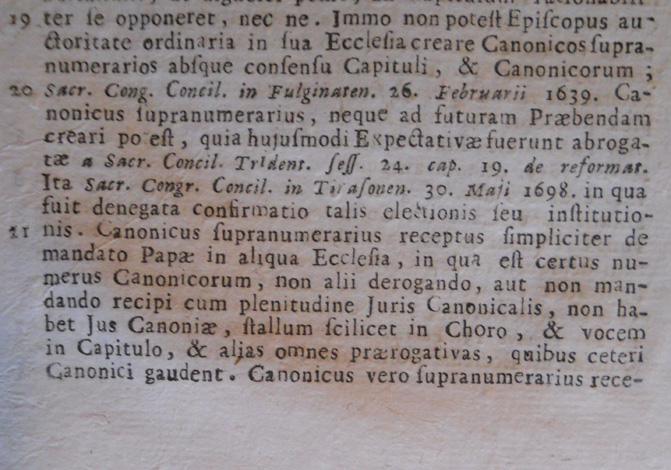 19 ter ſe opponeret, nec ne. Immo non poteſt Epiſcopus au-
ctoritate ordinaria in ſua Eccleſia creare Canonicos ſupra-
numerarios abſque conſenſu Capituli, & Canonicorum;
20 Sacr. Cong. Concil. in Fulginaten. 26. Februarii 1639. Ca-
nonicus ſupranumerarius, neque ad futuram Præbendam
creari poteſt, quia hujuſmodi Expectativæ fuerunt abroga-
tæ a Sacr. Concil. Trident. ſeſſ. 24. cap. 19. de reformat.
Ita Sacr. Congr. Concil. in Tiraſonen. 30. Maji 1698. in qua
fuit denegata confirmatio talis electionis ſeu inſtitutio-
21 nis. Canonicus ſupranumerarius receptus ſimpliciter de
mandato Papæ in aliqua Eccleſia, in qua eſt certus nu-
merus Canonicorum, non alii derogando, aut non man-
dando recipi cum plenitudine Juris Canonicalis, non ha-
bet Jus Canoniæ, ſtallum ſcilicet in Choro, & vocem
in Capitulo, & alias omnes prærogativas, quibus ceteri
Canonici gaudent. Canonicus vero ſupranumerarius rece-